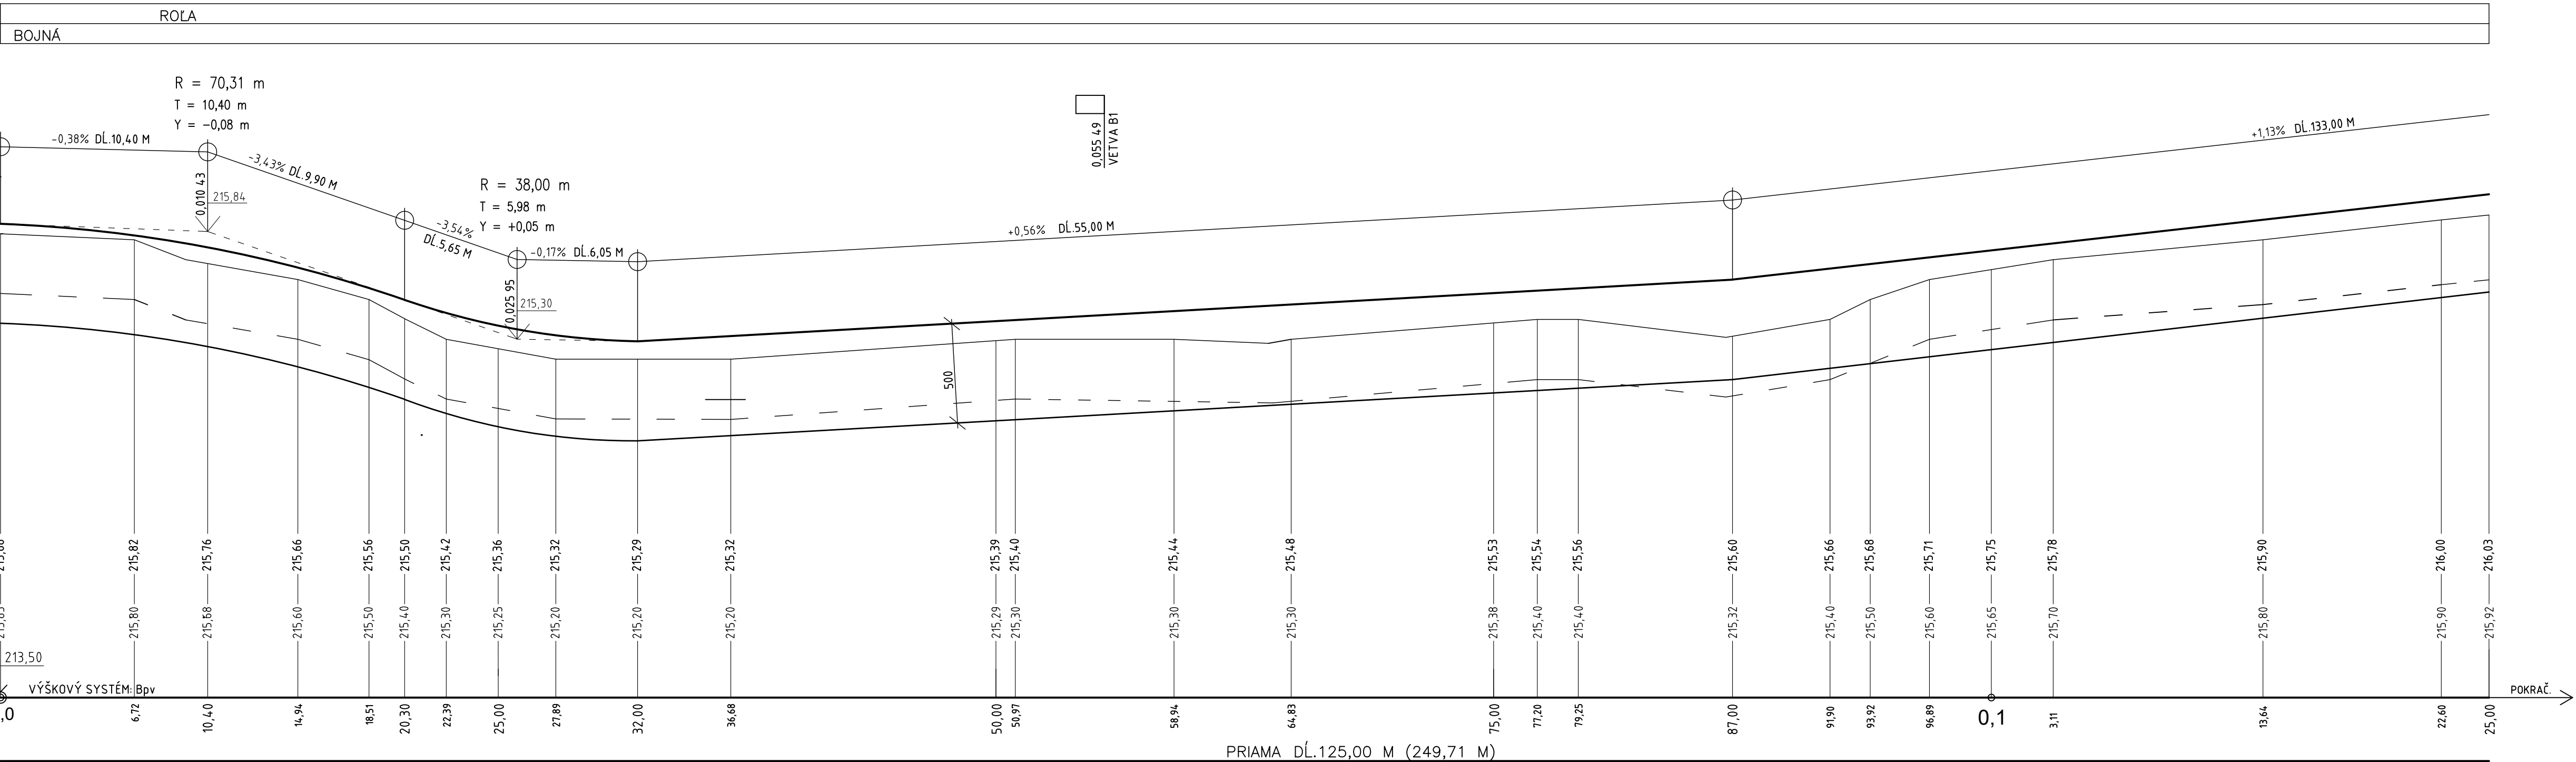 ROĽA
BOJNÁ
R = 70,31 m
T = 10,40 m
Y = -0,08 m
-0,38% DĹ.10,40 M
-3,43% DĹ.9,90 M
0,010 43
215,84
R = 38,00 m
T = 5,98 m
Y = +0,05 m
-3,54%
DĹ.5,65 M
-0,17% DĹ.6,05 M
0,025 95
215,30
0,055 49
VETVA B1
+0,56% DĹ.55,00 M
+1,13% DĹ.133,00 M
500
215,82 215,76 215,66 215,56 215,50 215,42 215,36 215,32 215,29 215,32 215,39 215,40 215,44 215,48 215,53 215,54 215,56 215,60 215,66 215,68 215,71 215,75 215,78 215,90 216,00 216,03
215,80 215,68 215,60 215,50 215,40 215,30 215,25 215,20 215,20 215,20 215,29 215,30 215,30 215,30 215,38 215,40 215,40 215,32 215,40 215,50 215,60 215,65 215,70 215,80 215,90 215,92
213,50
VÝŠKOVÝ SYSTÉM: Bpv
POKRAČ.
,0 6,72 10,40 14,94 18,51 20,30 22,39 25,00 27,89 32,00 36,68 50,00 50,97 58,94 64,83 75,00 77,20 79,25 87,00 91,90 93,92 96,89 0,1 3,11 13,64 22,60 25,00
PRIAMA DĹ.125,00 M (249,71 M)